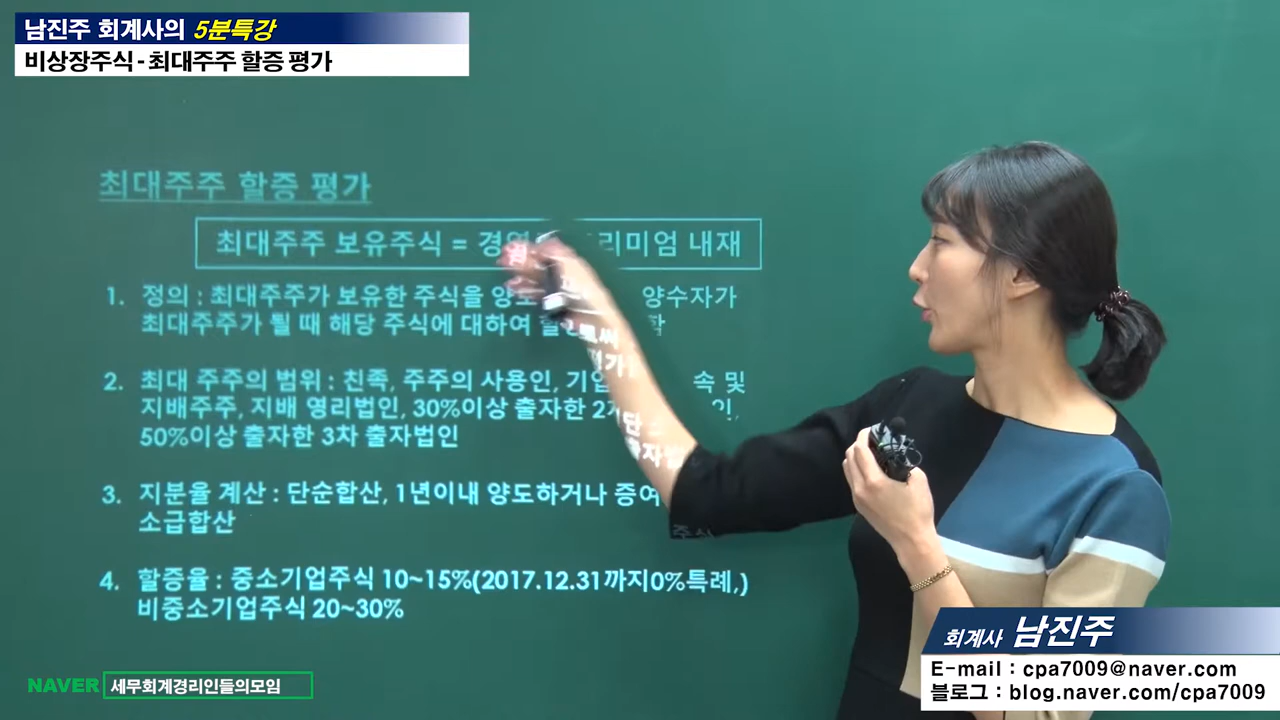 남진주 회계사의 5분특강
비상장주식 - 최대주주 할증 평가
최대주주 할증 평가
최대주주 보유주식 = 리미엄 내재
1. 정의 : 최대주주가 보유한 주식을 양수자가
최대주주가 될 때 해당 주식에 대하여
2. 최대 주주의 범위 : 친족, 주주의 사용인, 속 및
지배주주, 지배 영리법인, 30%이상 출자한
50%이상 출자한 3차 출자법인
3. 지분율 계산 : 단순합산, 1년이내 양도하거나 증여
주식
소급합산
4. 할증율 : 중소기업주식 10~15%(2017.12.31까지0%특례,)
비중소기업주식 20~30%
회계사 남진주
E-mail : cpa7009@naver.com
블로그 : blog.naver.com/cpa7009
NAVER 세무회계경리인들의모임